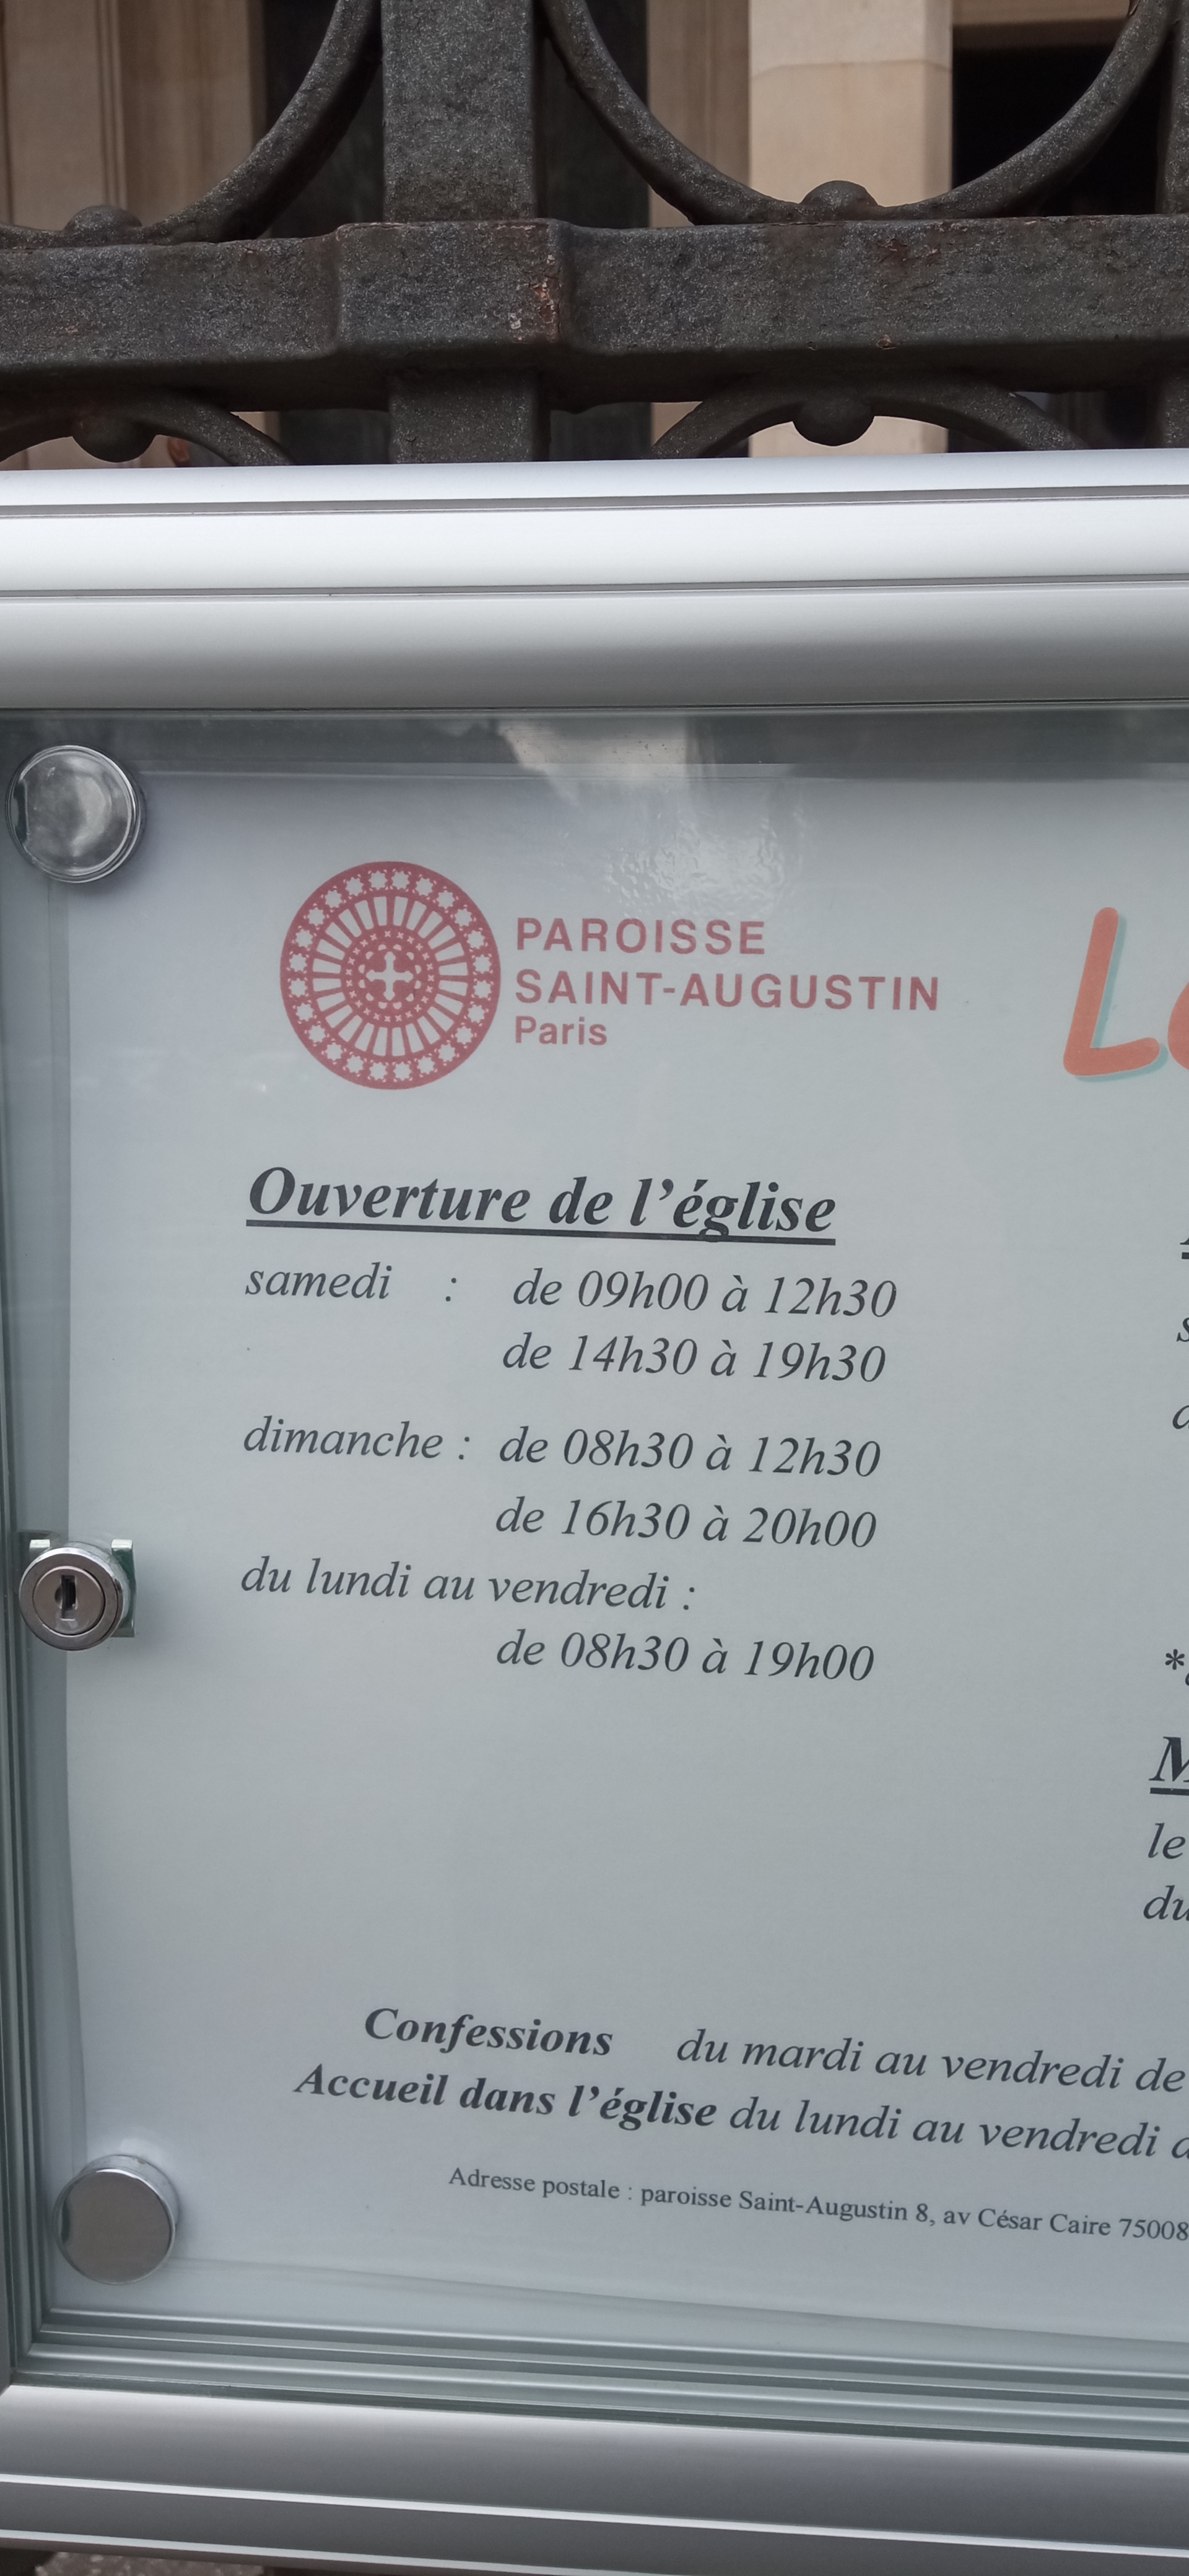 PAROISSE
SAINT-AUGUSTIN
Paris
Ouverture de l’église
samedi : de 09h00 à 12h30
de 14h30 à 19h30
dimanche : de 08h30 à 12h30
de 16h30 à 20h00
du lundi au vendredi :
de 08h30 à 19h00
le
du
Confessions du mardi au vendredi de
Accueil dans l’église du lundi au vendredi
Adresse postale : paroisse Saint-Augustin 8, av César Caire 75008